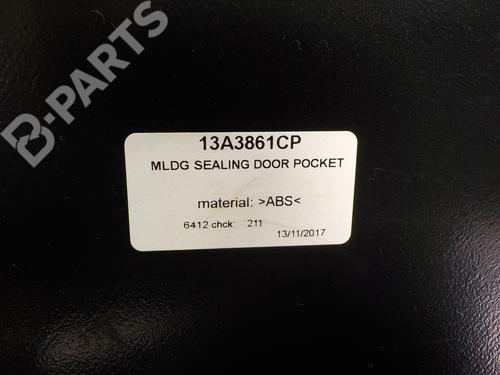 B-PARTS
13A3861CP
MLDG SEALING DOOR POCKET
material: >ABS<
6412 chck: 211
13/11/2017